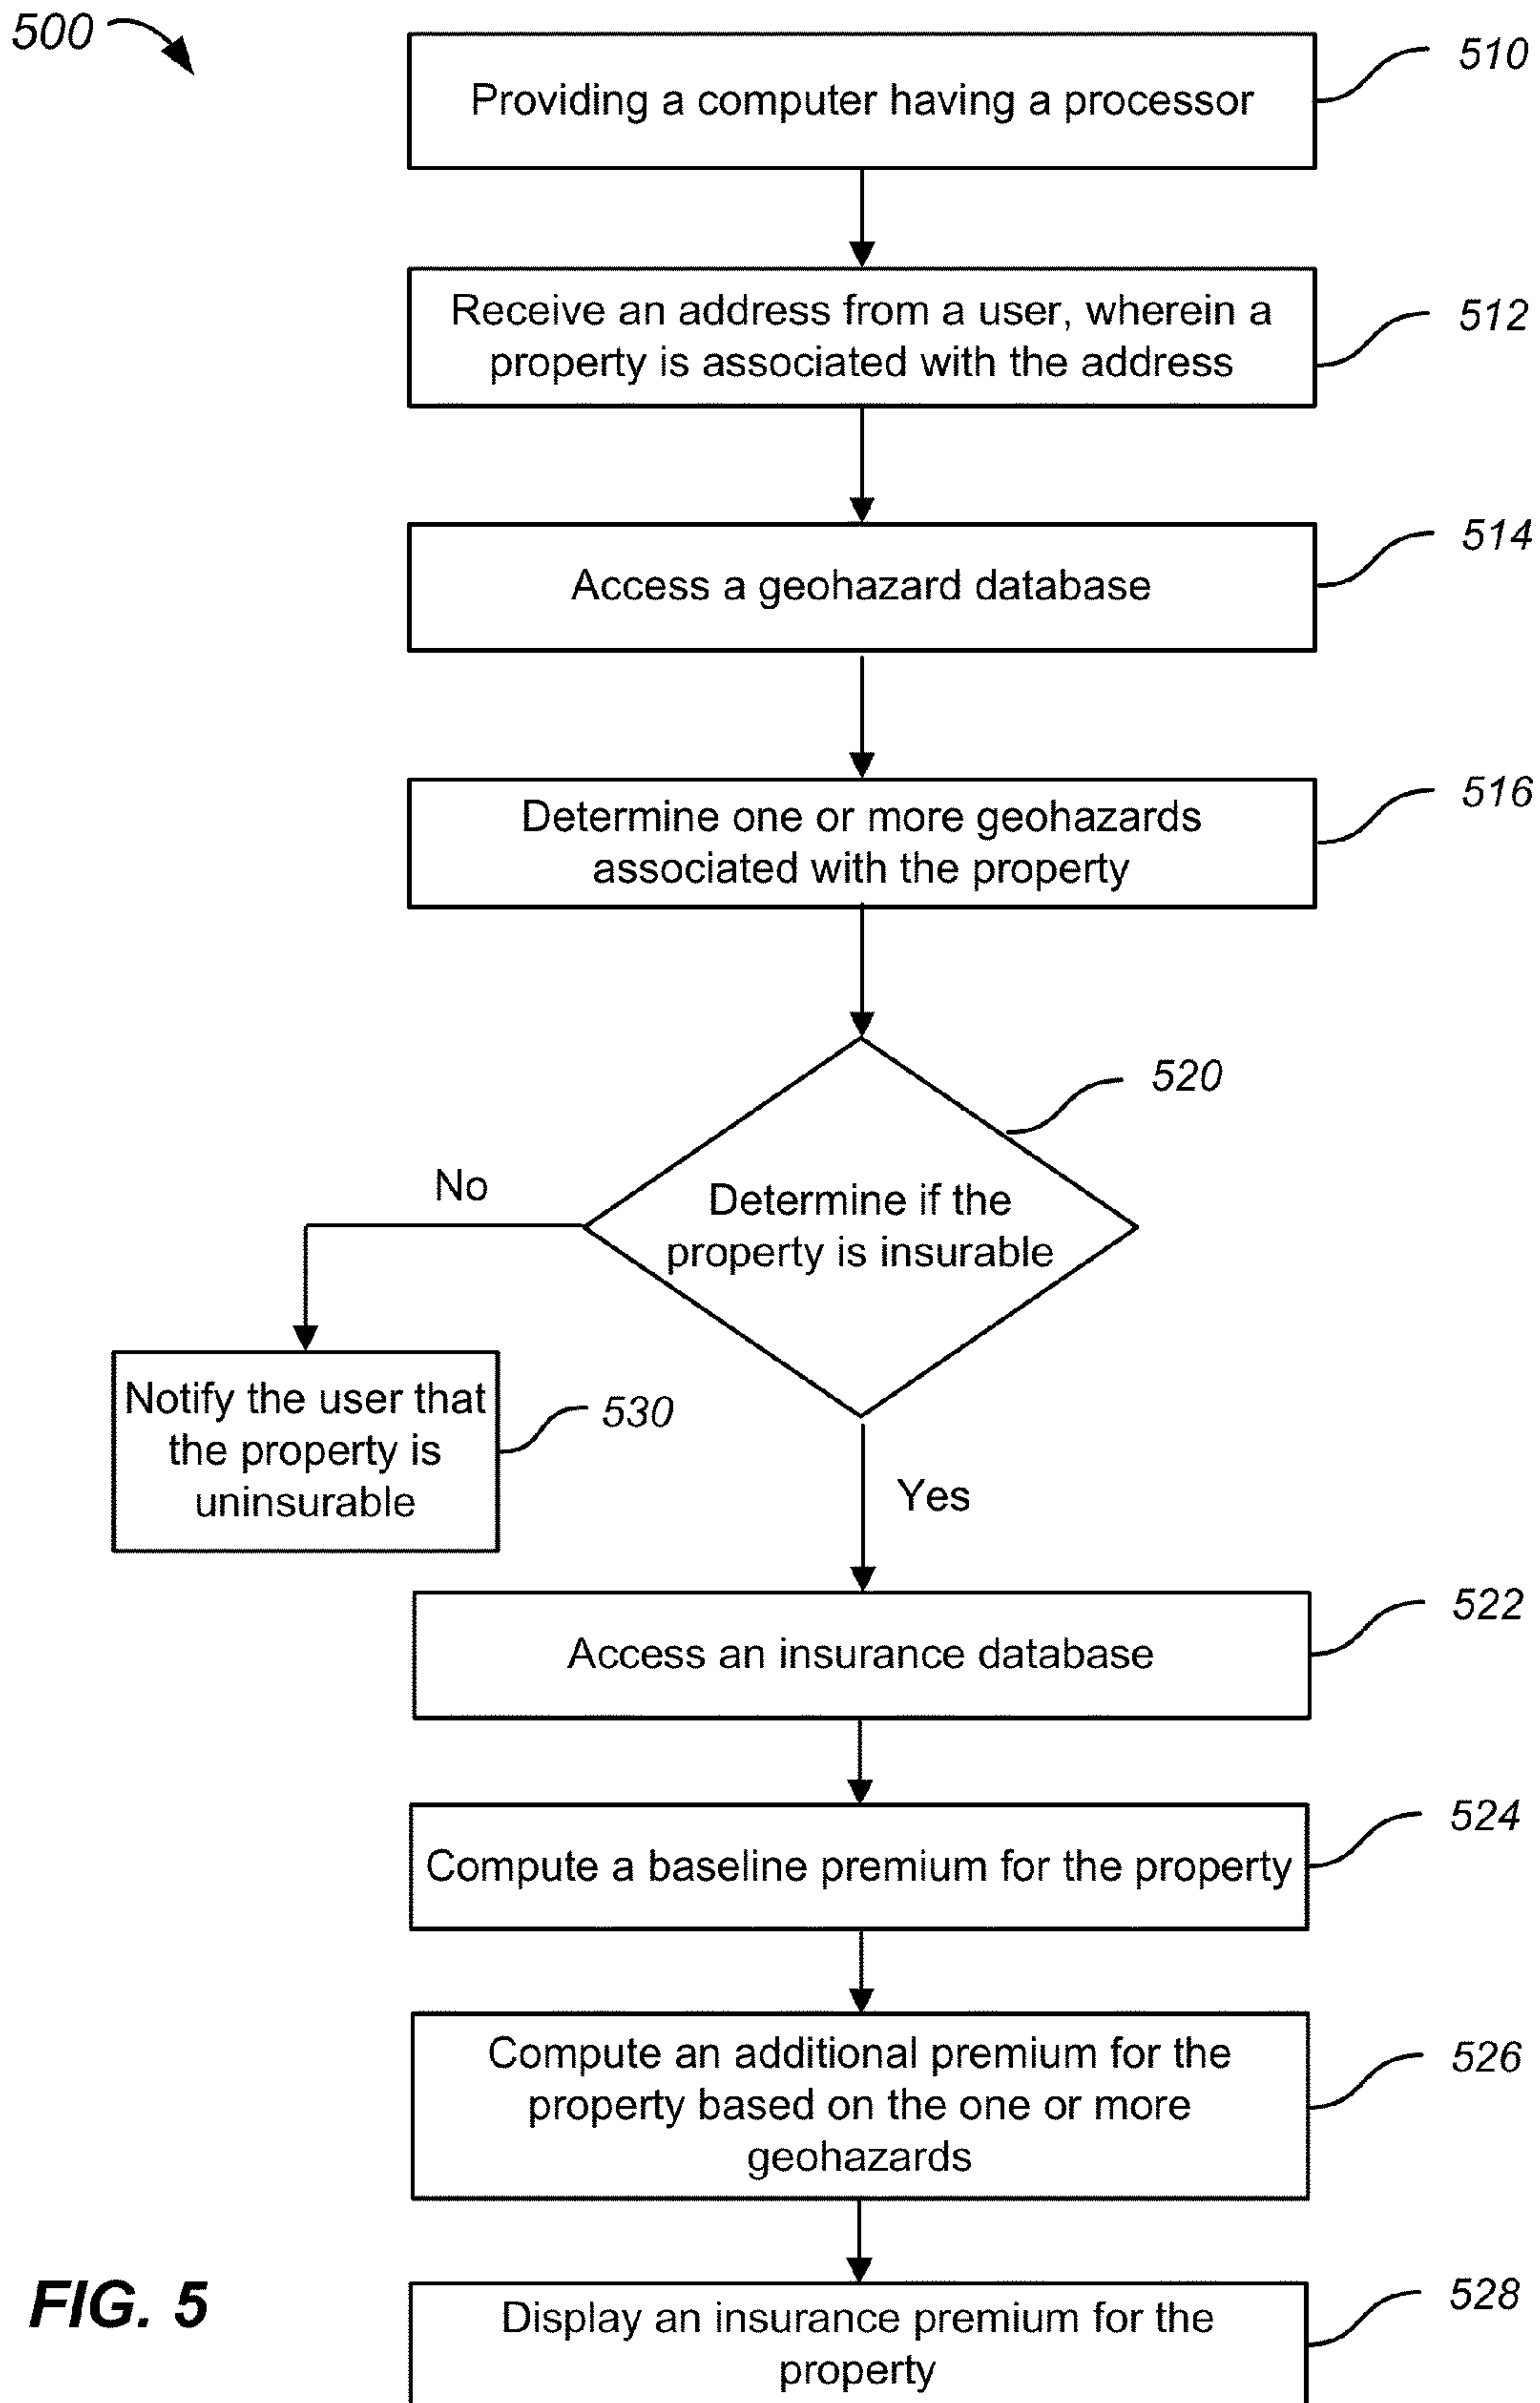 500
Providing a computer having a processor
510
Receive an address from a user, wherein a
property is associated with the address
512
Access a geohazard database
514
Determine one or more geohazards
associated with the property
516
Determine if the
property is insurable
520
No
Notify the user that
the property is
uninsurable
530
Yes
Access an insurance database
522
Compute a baseline premium for the property
524
Compute an additional premium for the
property based on the one or more
geohazards
526
Display an insurance premium for the
property
528
FIG. 5